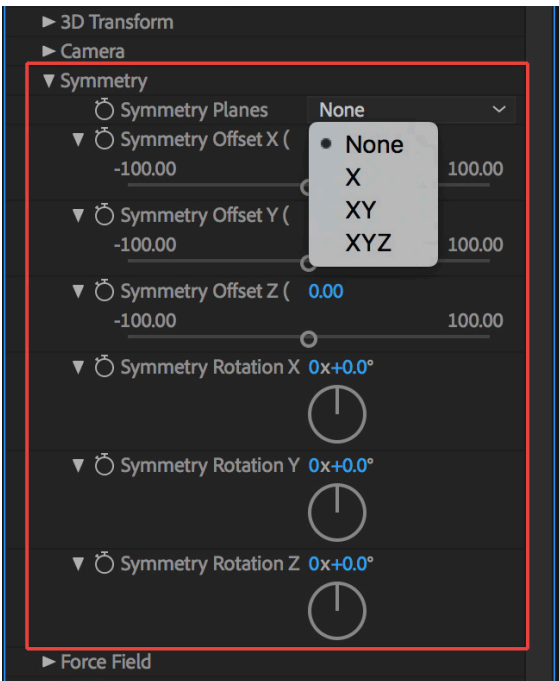 3D Transform
Camera
Symmetry
Symmetry Planes None
Symmetry Offset X (
None
-100.00 100.00
X
XY
Symmetry Offset Y (
XYZ
-100.00 100.00
Symmetry Offset Z ( 0.00
-100.00 100.00
Symmetry Rotation X 0x+0.0°
Symmetry Rotation Y 0x+0.0°
Symmetry Rotation Z 0x+0.0°
Force Field